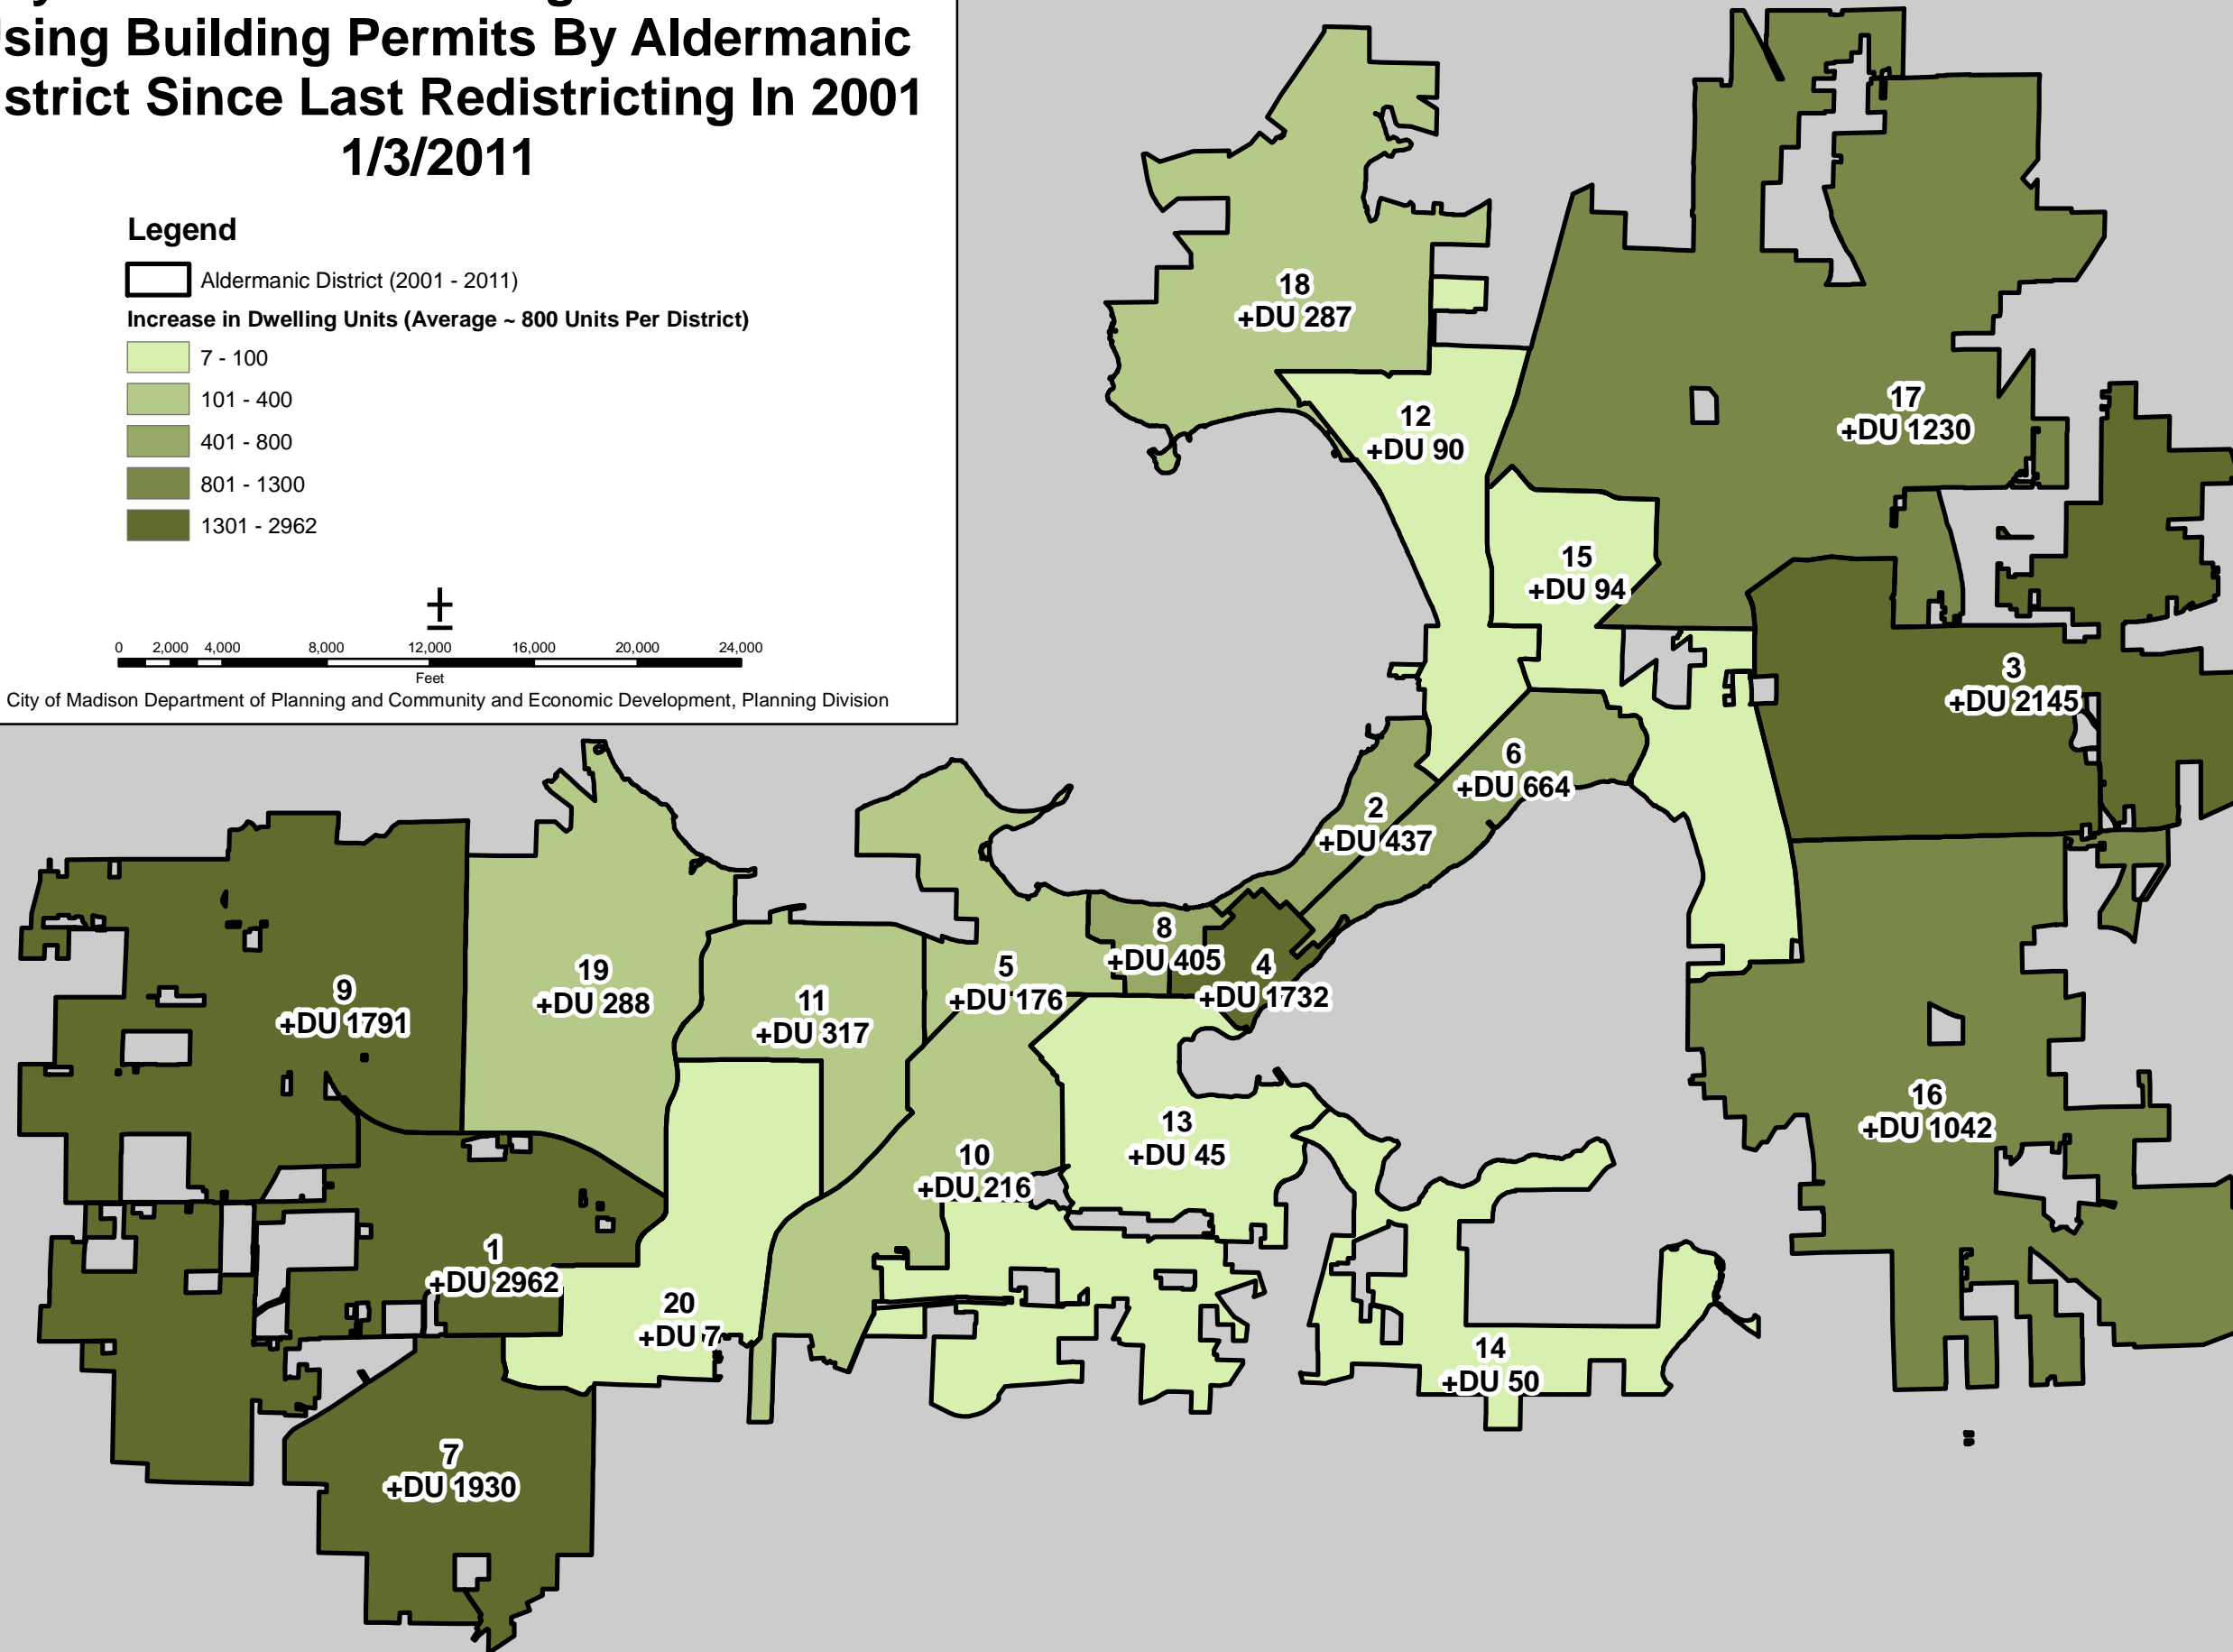 sing Building Permits By Aldermanic
strict Since Last Redistricting In 2001
1/3/2011
Legend
Aldermanic District (2001 - 2011)
Increase in Dwelling Units (Average ~ 800 Units Per District)
7 - 100
101 - 400
401 - 800
801 - 1300
1301 - 2962
0 2,000 4,000 8,000 12,000 16,000 20,000 24,000
Feet
City of Madison Department of Planning and Community and Economic Development, Planning Division
18
+DU 287
12
+DU 90
17
+DU 1230
15
+DU 94
3
+DU 2145
6
+DU 664
2
+DU 437
8
+DU 405
4
+DU 1732
5
+DU 176
19
+DU 288
11
+DU 317
9
+DU 1791
16
+DU 1042
13
+DU 45
10
+DU 216
1
+DU 2962
20
+DU 7
14
+DU 50
7
+DU 1930